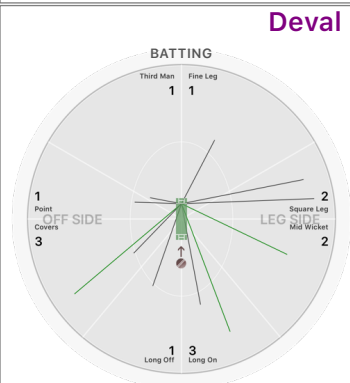 Deval
BATTING
Third Man Fine Leg
1 1
1 2
Point Square Leg
OFF SIDE LEG SIDE
Covers Mid Wicket
3 2
1 3
Long Off Long On